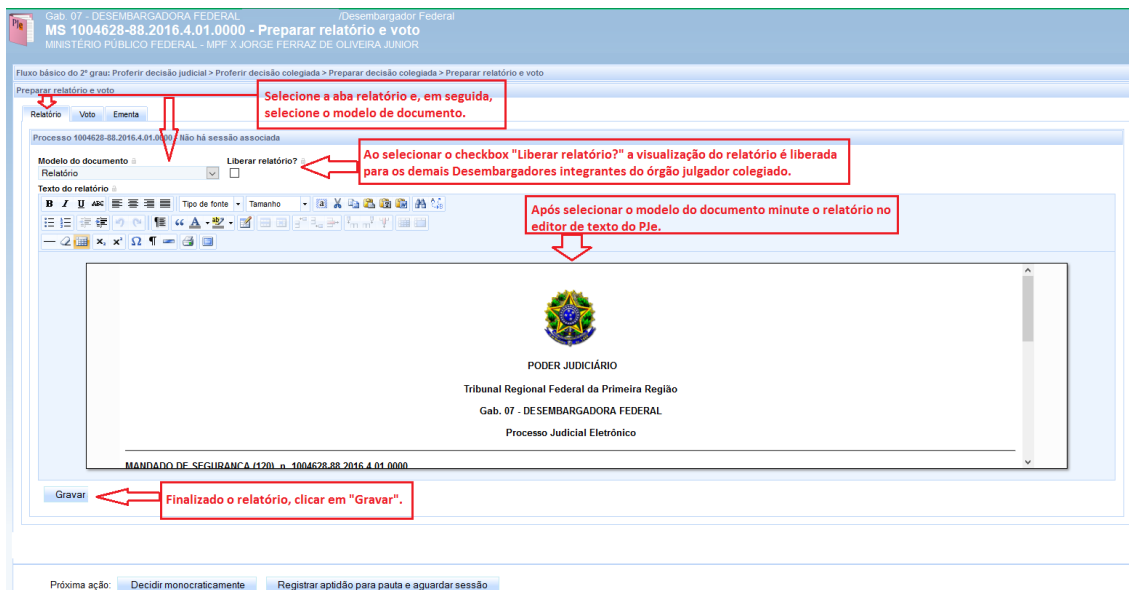 PJe
Gab. 07 - DESEMBARGADORA FEDERAL /Desembargador Federal
MS 1004628-88.2016.4.01.0000 - Preparar relatório e voto
MINISTÉRIO PÚBLICO FEDERAL - MPF X JORGE FERRAZ DE OLIVEIRA JUNIOR
Fluxo básico do 2º grau: Proferir decisão judicial > Proferir decisão colegiada > Preparar decisão colegiada > Preparar relatório e voto
Preparar relatório e voto
Selecione a aba relatório e, em seguida,
selecione o modelo de documento.
Relatório Voto Ementa
Processo 1004628-88.2016.4.01.0000 - Não há sessão associada
Modelo do documento Liberar relatório?
Relatório
Ao selecionar o checkbox "Liberar relatório?" a visualização do relatório é liberada
para os demais Desembargadores integrantes do órgão julgador colegiado.
Texto do relatório
B I U ABC Tipo de fonte Tamanho
Após selecionar o modelo do documento minute o relatório no
editor de texto do PJe.
PODER JUDICIÁRIO
Tribunal Regional Federal da Primeira Região
Gab. 07 - DESEMBARGADORA FEDERAL
Processo Judicial Eletrônico
MANDADO DE SEGURANÇA (120) n. 1004628-88.2016.4.01.0000
Gravar
Finalizado o relatório, clicar em "Gravar".
Próxima ação: Decidir monocraticamente Registrar aptidão para pauta e aguardar sessão